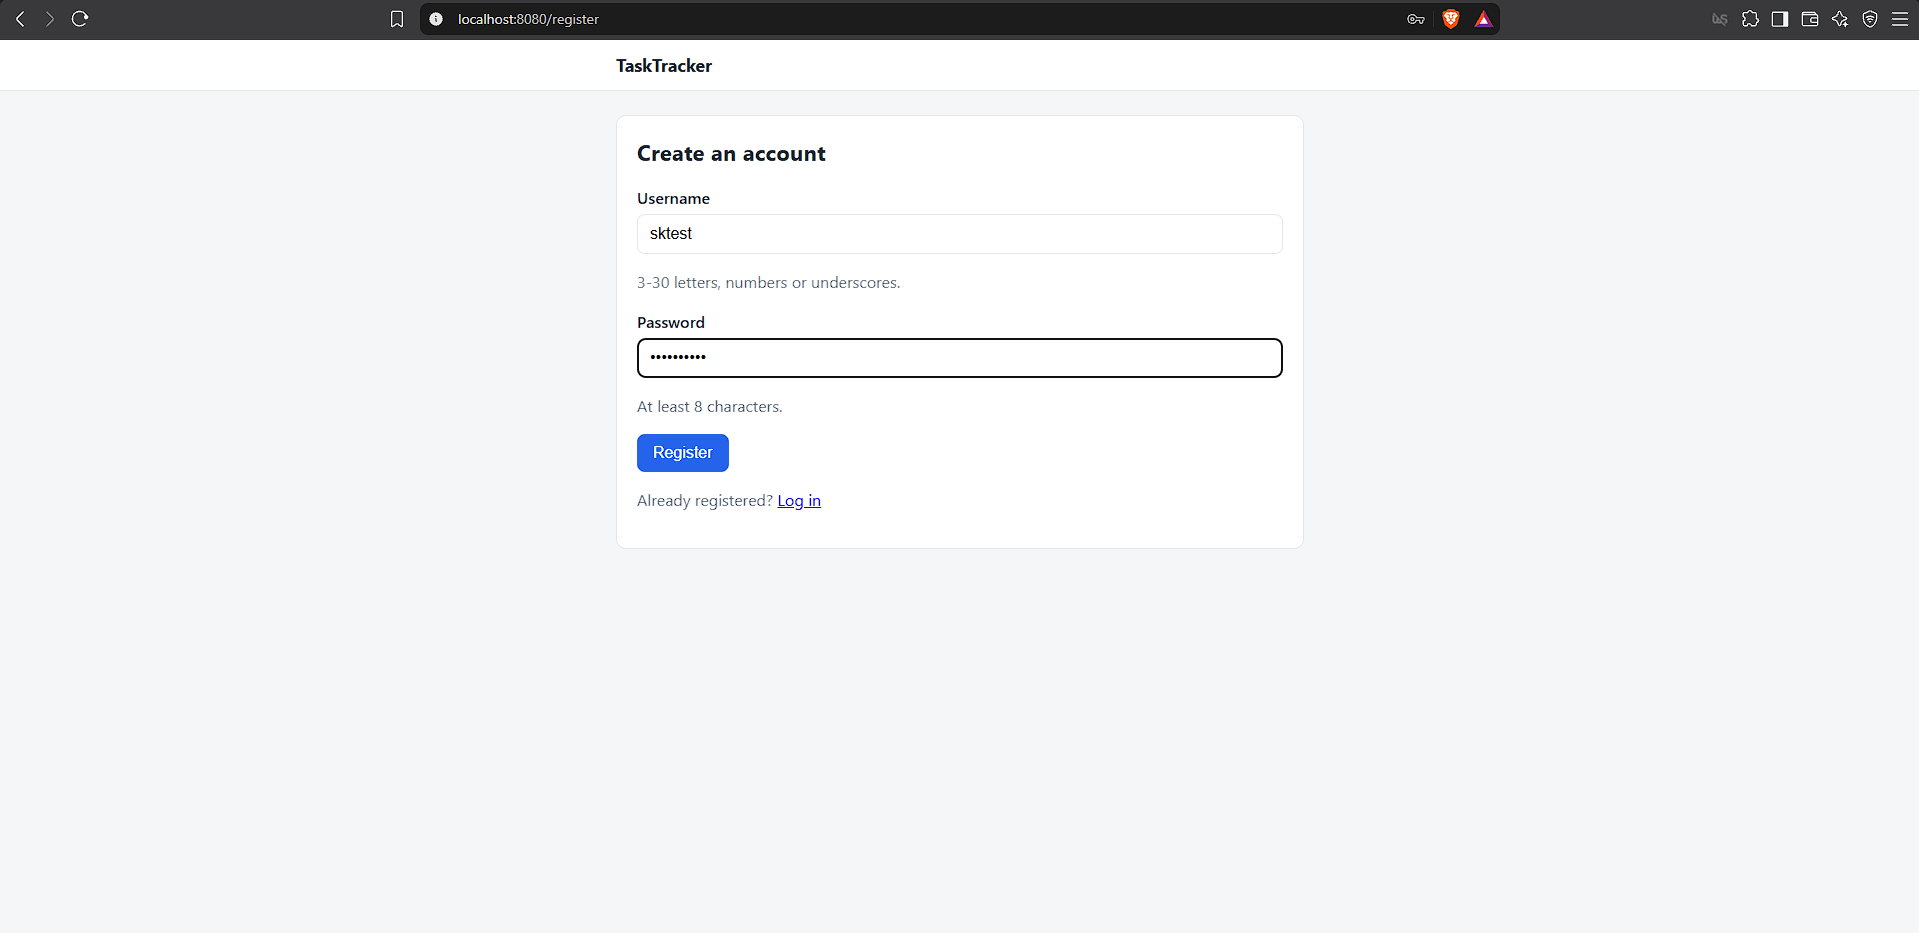 localhost:8080/register
TaskTracker
Create an account
Username
sktest
3-30 letters, numbers or underscores.
Password
••••••••••
At least 8 characters.
Register
Already registered? Log in